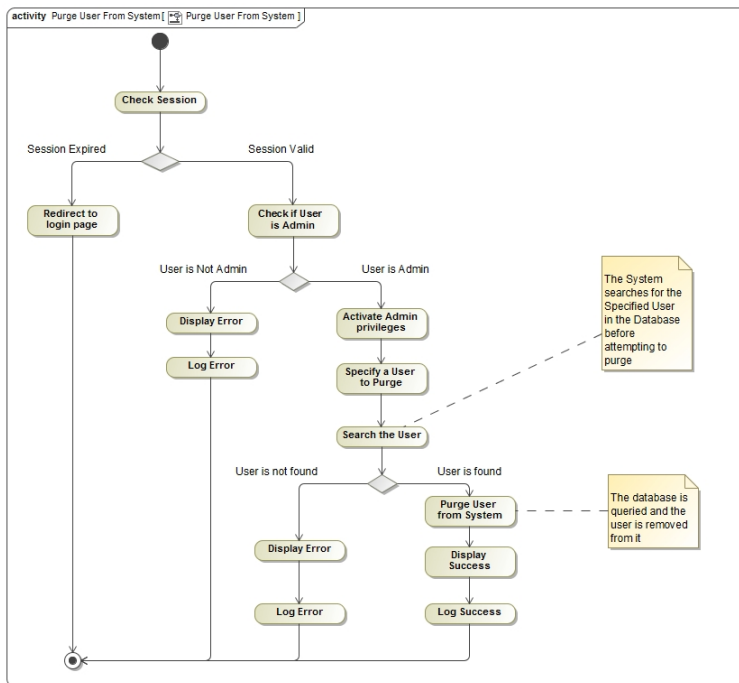 activity Purge User From System [ Purge User From System ]
Check Session
Session Expired
Session Valid
Redirect to
login page
Check if User
is Admin
User is Not Admin
User is Admin
Display Error
Activate Admin
privileges
Log Error
Specify a User
to Purge
Search the User
The System
searches for the
Specified User
in the Database
before
attempting to
purge
User is not found
User is found
Purge User
from System
The database is
queried and the
user is removed
from it
Display Error
Display
Success
Log Error
Log Success